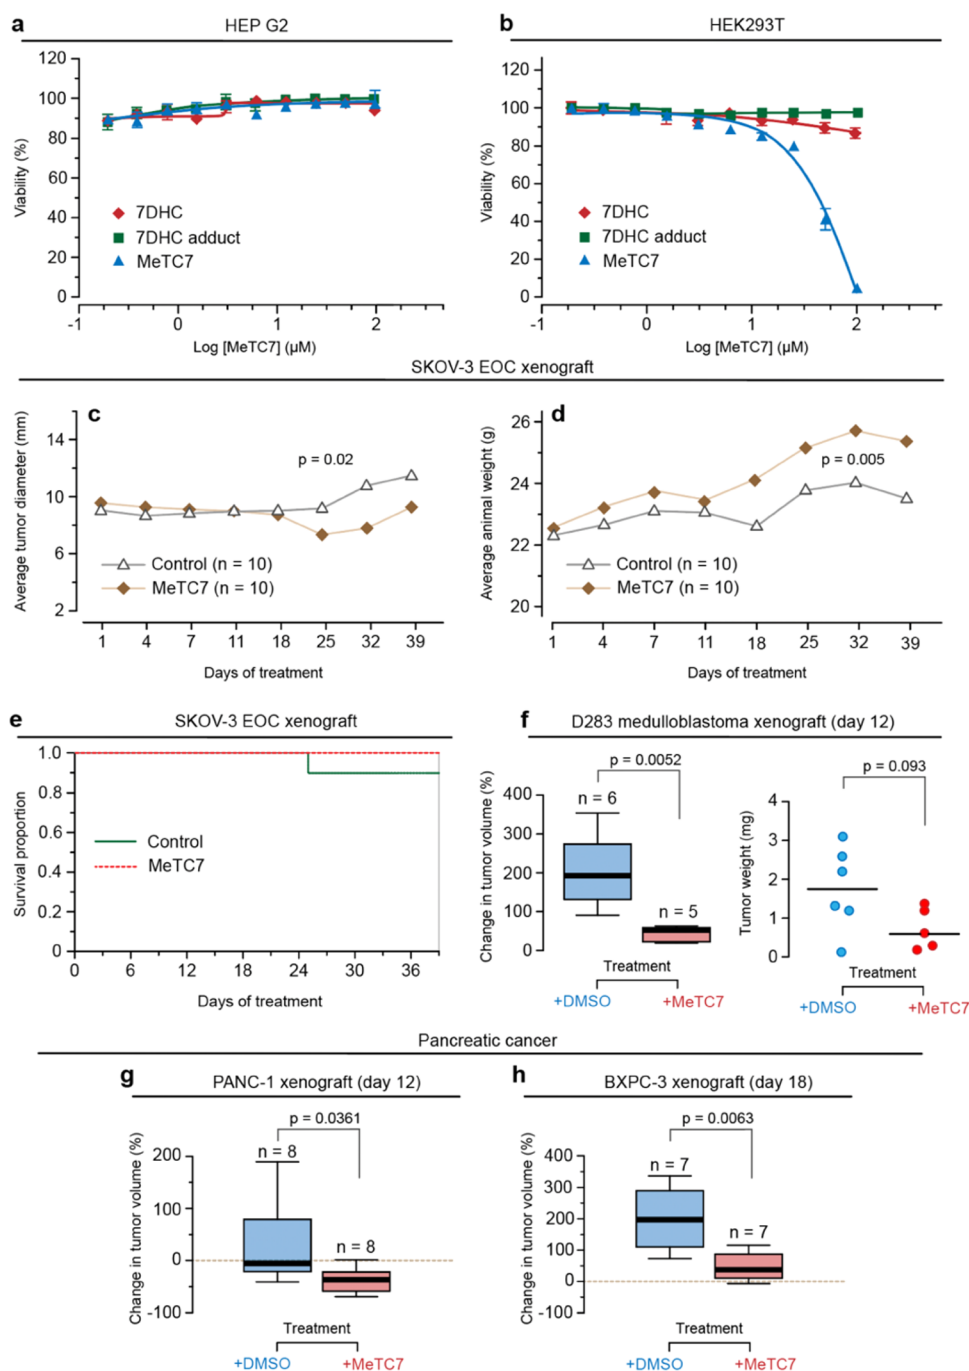 a
HEP G2
120
100
80
60
40
20
0
Viability (%)
7DHC
7DHC adduct
MeTC7
-1
0
1
2
Log [MeTC7] (µM)
b
HEK293T
120
100
80
60
40
20
0
Viability (%)
7DHC
7DHC adduct
MeTC7
-1
0
1
2
Log [MeTC7] (µM)
SKOV-3 EOC xenograft
c
14
10
6
2
Average tumor diameter (mm)
p = 0.02
Control (n = 10)
MeTC7 (n = 10)
1 4 7 11 18 25 32 39
Days of treatment
d
26
24
22
20
Average animal weight (g)
p = 0.005
Control (n = 10)
MeTC7 (n = 10)
1 4 7 11 18 25 32 39
Days of treatment
e
SKOV-3 EOC xenograft
1.0
0.8
0.6
0.4
0.2
0
Survival proportion
Control
MeTC7
0 6 12 18 24 30 36
Days of treatment
f
D283 medulloblastoma xenograft (day 12)
p = 0.0052
400
300
200
100
0
Change in tumor volume (%)
n = 6
n = 5
Treatment
+DMSO
+MeTC7
p = 0.093
4
3
2
1
0
Tumor weight (mg)
Treatment
+DMSO
+MeTC7
Pancreatic cancer
g
PANC-1 xenograft (day 12)
p = 0.0361
200
100
0
-100
Change in tumor volume (%)
n = 8
n = 8
Treatment
+DMSO
+MeTC7
h
BXPC-3 xenograft (day 18)
p = 0.0063
400
300
200
100
0
-100
Change in tumor volume (%)
n = 7
n = 7
Treatment
+DMSO
+MeTC7